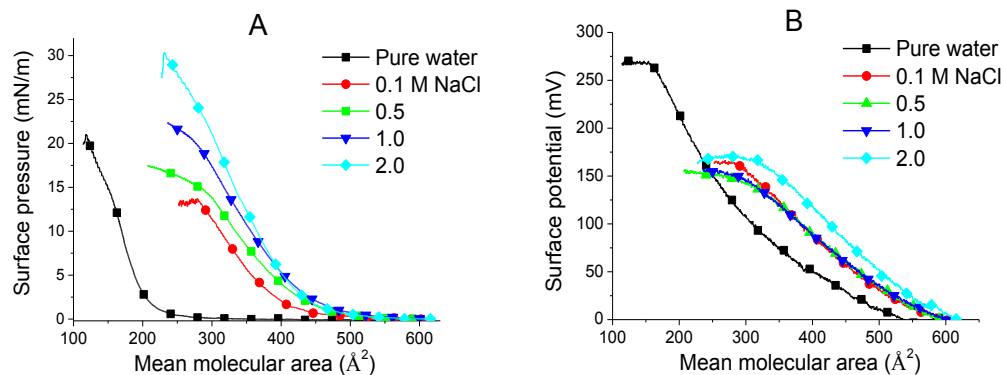 A
Surface pressure (mN/m)
30
25
20
15
10
5
0
100 200 300 400 500 600
Mean molecular area (Å²)
Pure water
0.1 M NaCl
0.5
1.0
2.0
B
Surface potential (mV)
300
250
200
150
100
50
0
100 200 300 400 500 600
Mean molecular area (Å²)
Pure water
0.1 M NaCl
0.5
1.0
2.0